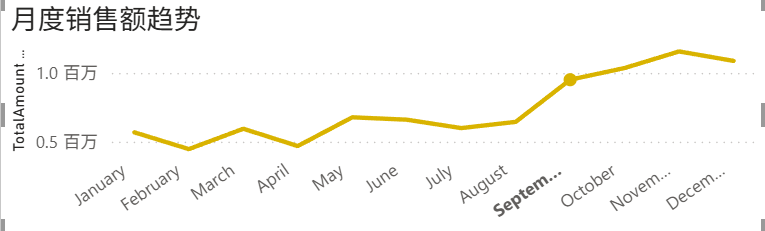 月度销售额趋势
TotalAmount ...
1.0 百万
0.5 百万
January
February
March
April
May
June
July
August
Septem...
October
Novem...
Decem...